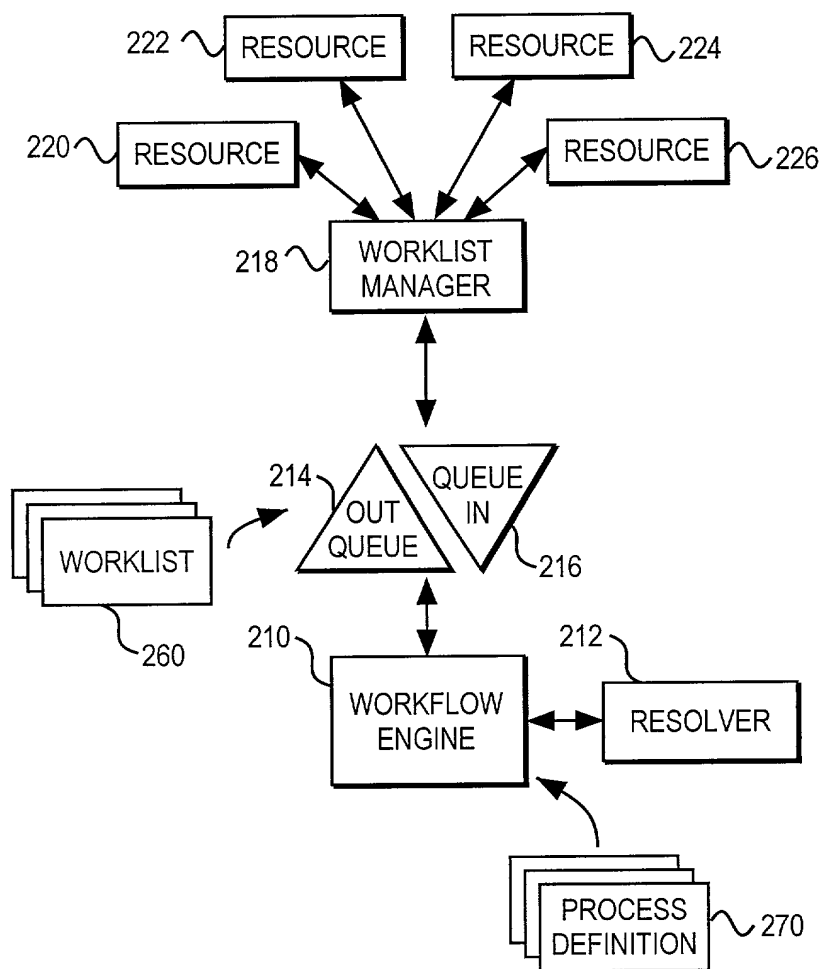 222
RESOURCE
RESOURCE
224
220
RESOURCE
RESOURCE
226
218
WORKLIST
MANAGER
214
OUT
QUEUE
QUEUE
IN
216
WORKLIST
260
210
WORKFLOW
ENGINE
212
RESOLVER
PROCESS
DEFINITION
270